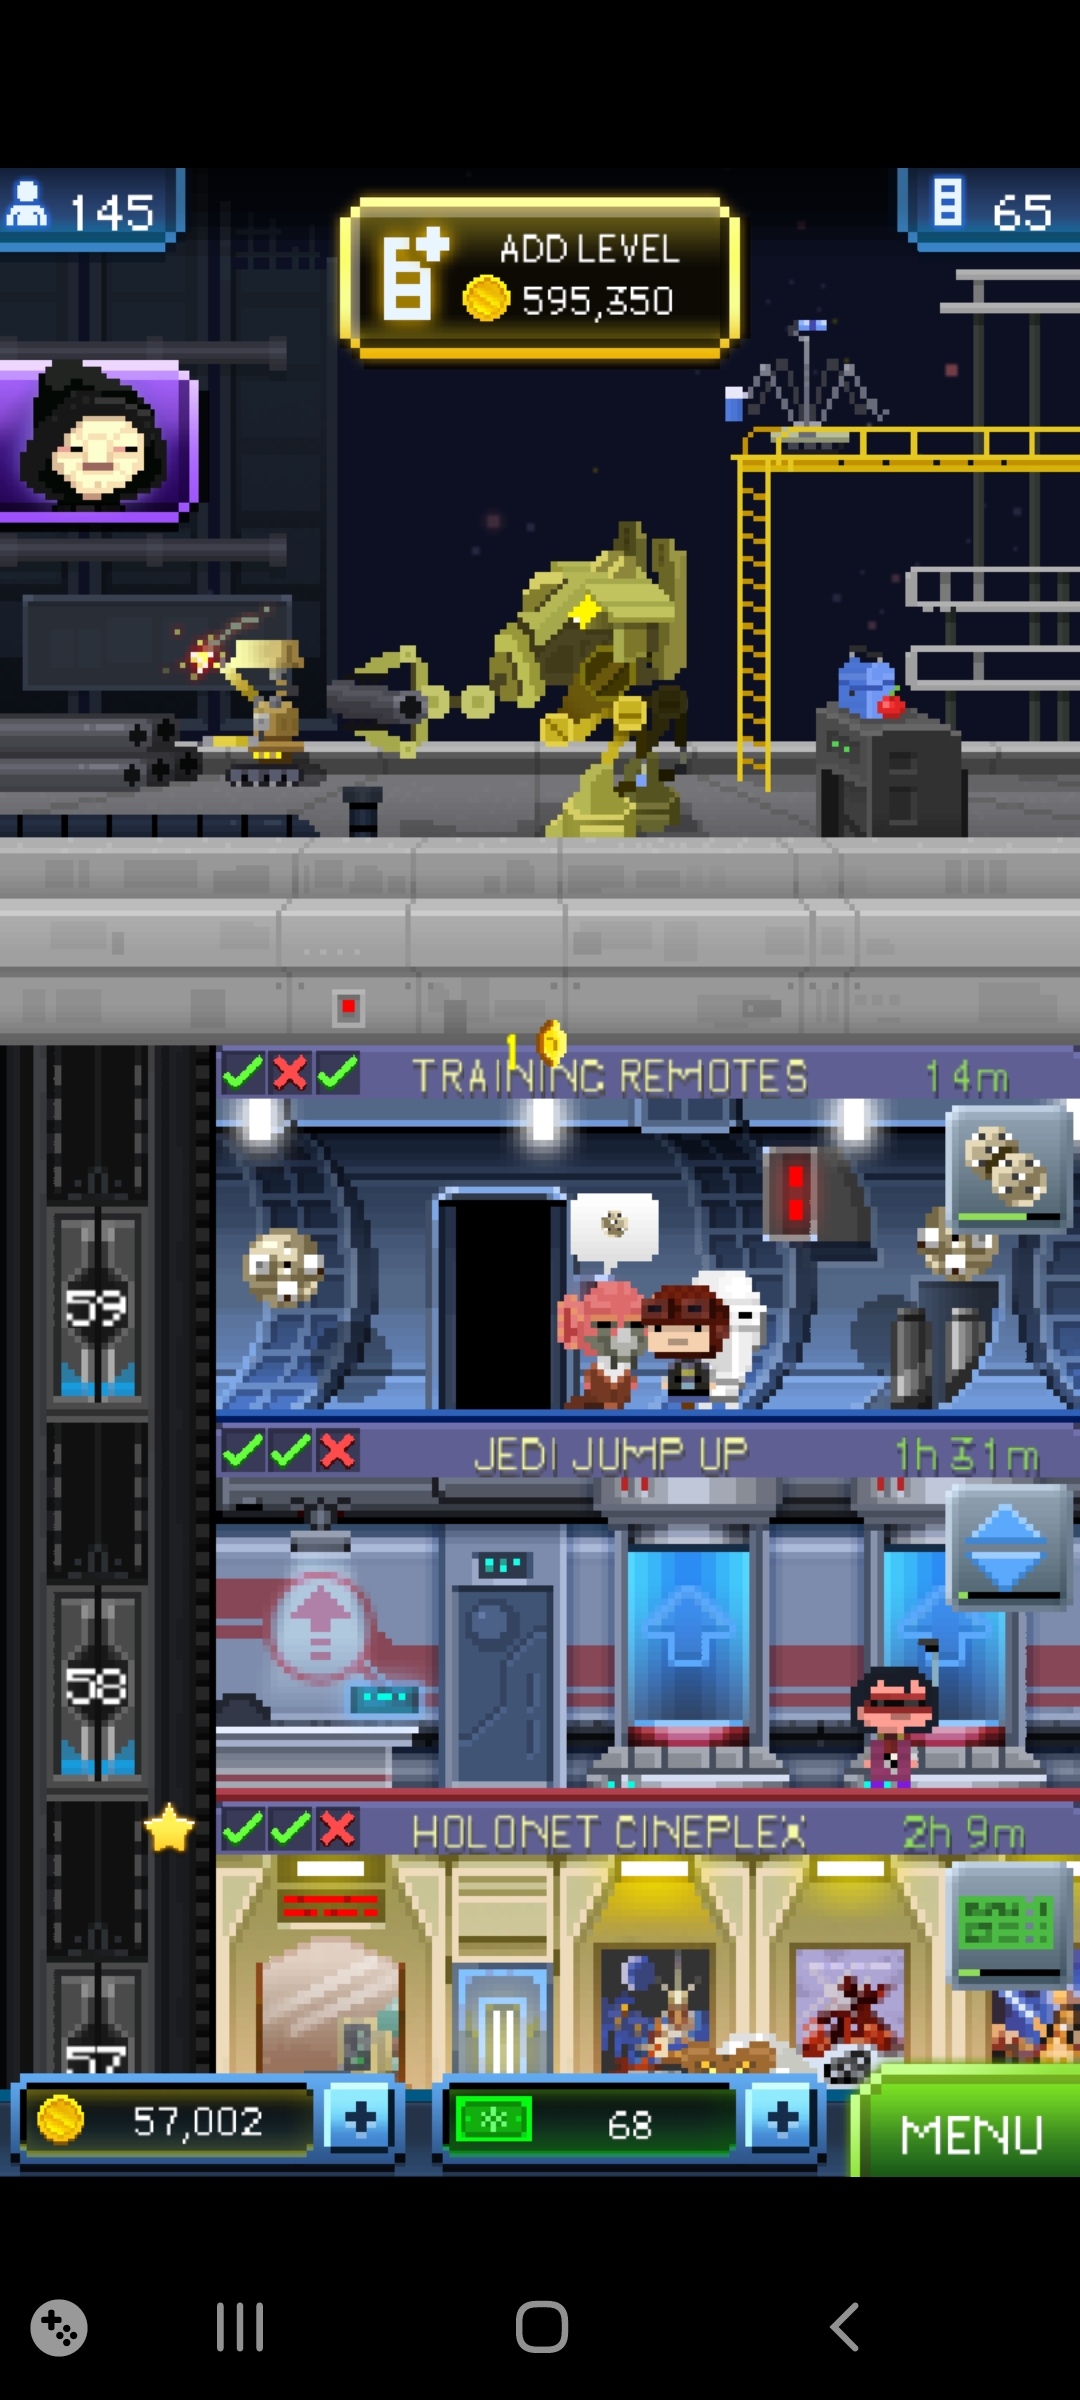 145
ADD LEVEL
595,350
65
1
TRAINING REMOTES 14m
59
JEDI JUMP UP 1h 31m
58
HOLONET CINEPLEX 2h 9m
57
57,002
68
MENU